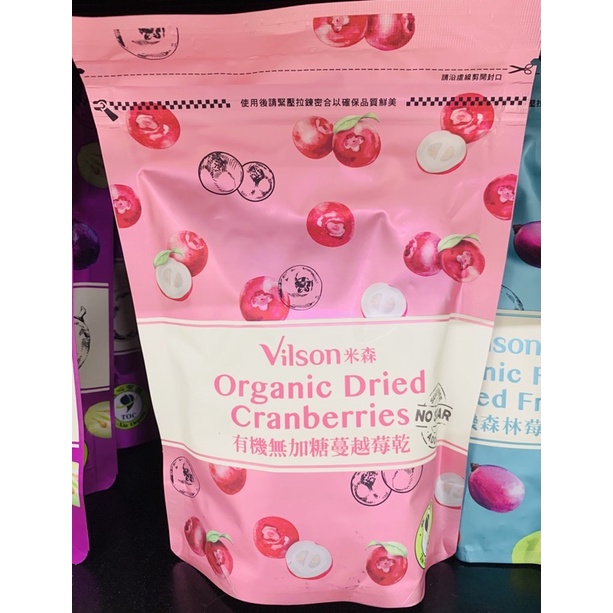 請沿虛線剪開封口
使用後請緊壓拉鍊密合以確保品質鮮美
Vilson米森
Organic Dried
Cranberries
NO
有機無加糖蔓越莓乾
TOC